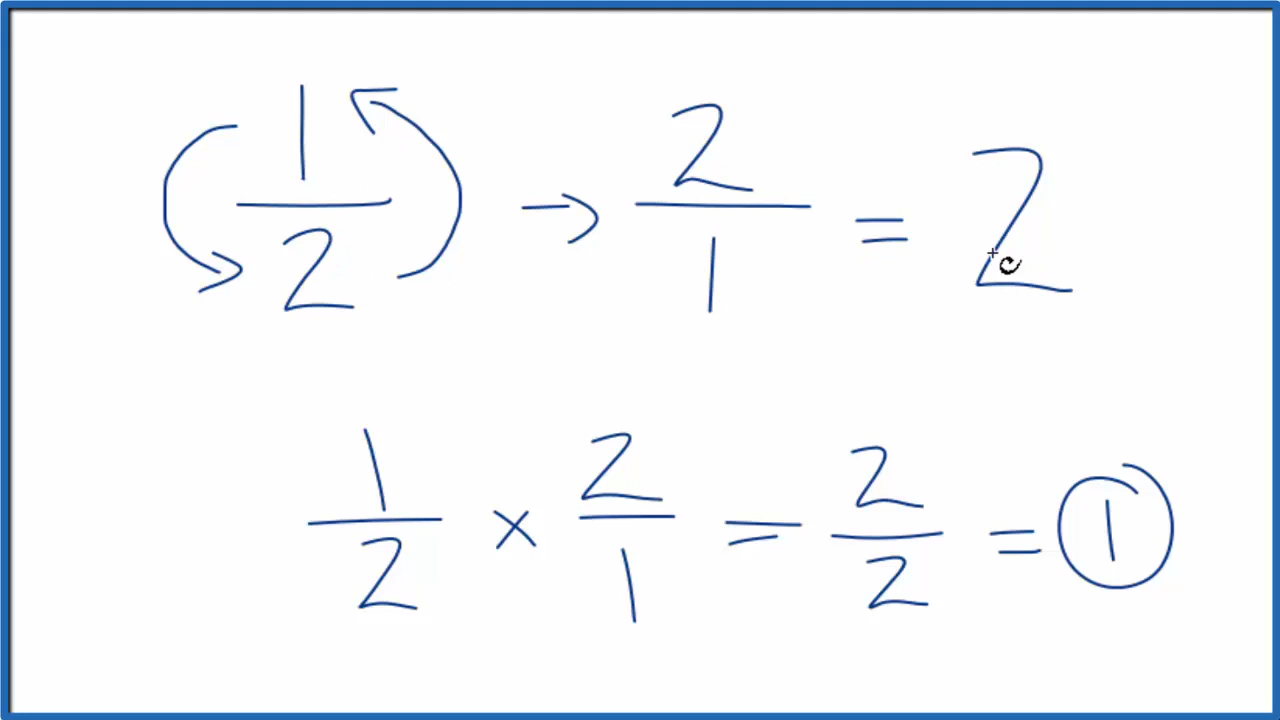 1/2 → 2/1 = 2
1/2 × 2/1 = 2/2 = 1